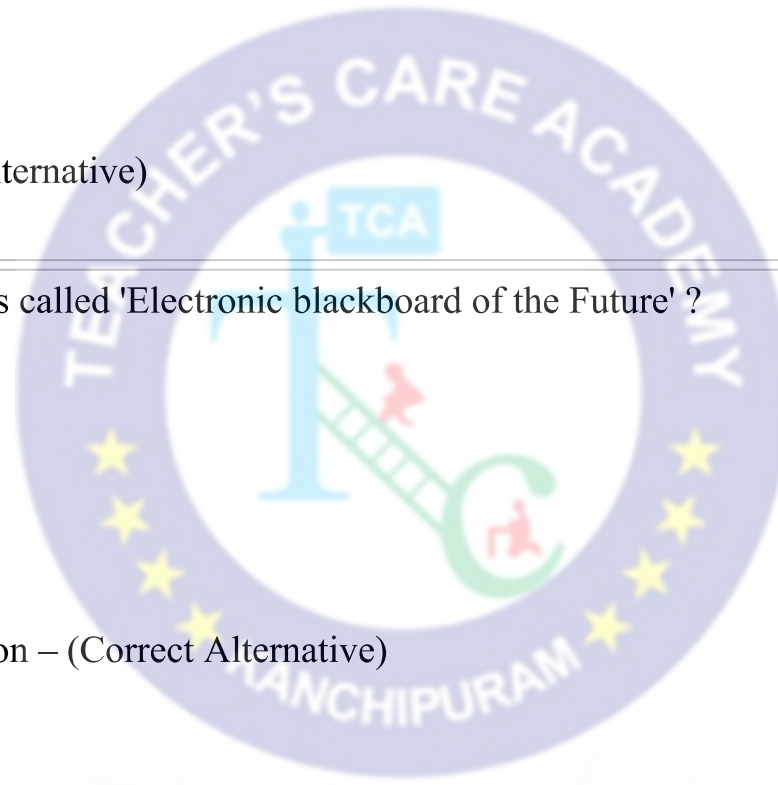 TEACHER'S CARE ACADEMY
ternative)
TCA
s called 'Electronic blackboard of the Future' ?
T
C
on – (Correct Alternative)
KANCHIPURAM